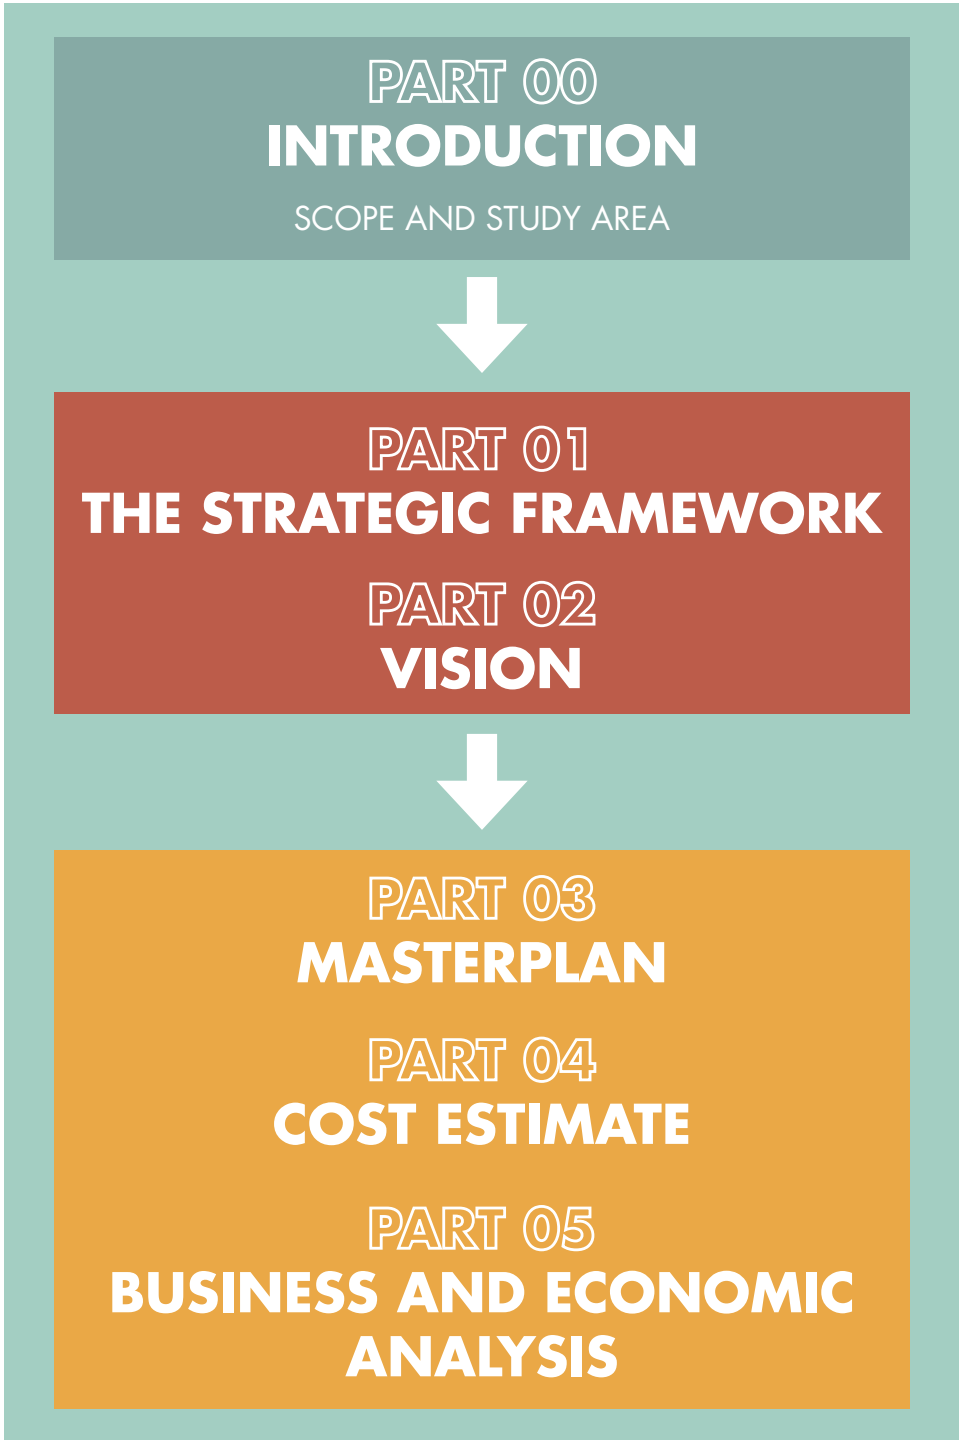 PART 00
INTRODUCTION
SCOPE AND STUDY AREA
PART 01
THE STRATEGIC FRAMEWORK
PART 02
VISION
PART 03
MASTERPLAN
PART 04
COST ESTIMATE
PART 05
BUSINESS AND ECONOMIC
ANALYSIS